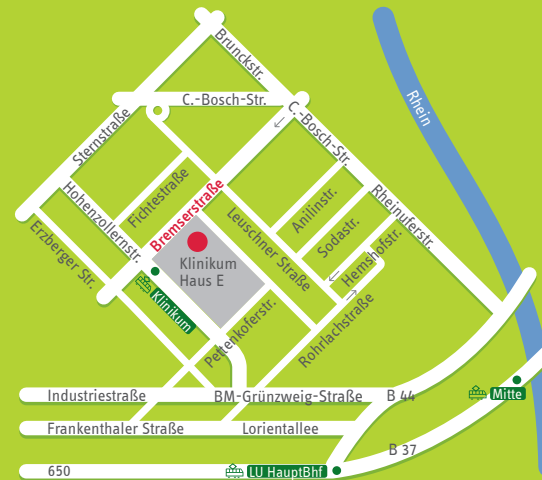 Brunckstr.
C.-Bosch-Str.
C.-Bosch-Str.
Rhein
Sternstraße
Fichtestraße
Bremserstraße
Hohenzollernstr.
Erzberger Str.
Leuschner Straße
Anilinstr.
Sodastr.
Hemshofstr.
Rheinuferstr.
Klinikum
Haus E
Klinikum
Pettenkoferstr.
Rohrlachstraße
Industriestraße
BM-Grünzweig-Straße
B 44
Mitte
Frankenthaler Straße
Lorientallee
B 37
650
LU HauptBhf